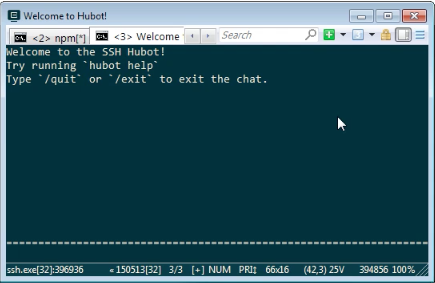 Welcome to Hubot!
<2> npm[*]
<3> Welcome
Search
Welcome to the SSH Hubot!
Try running `hubot help`
Type `/quit` or `/exit` to exit the chat.
ssh.exe[32]:396936 « 150513[32] 3/3 [+] NUM PRI‡ 66x16 (42,3) 25V 394856 100%